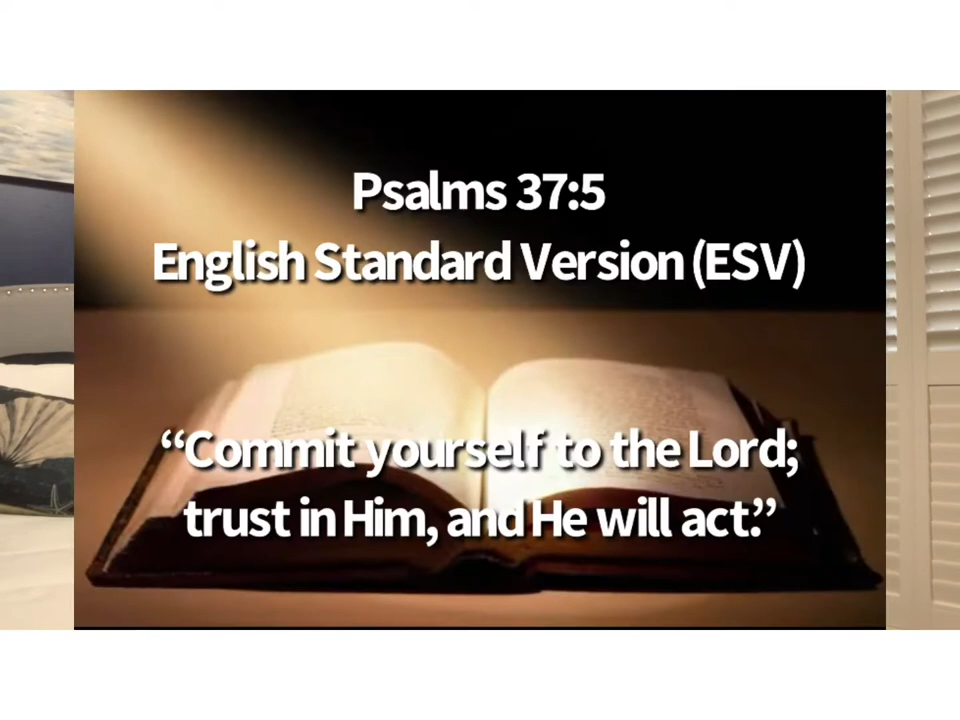 Psalms 37:5
English Standard Version (ESV)
“Commit yourself to the Lord;
trust in Him, and He will act.”